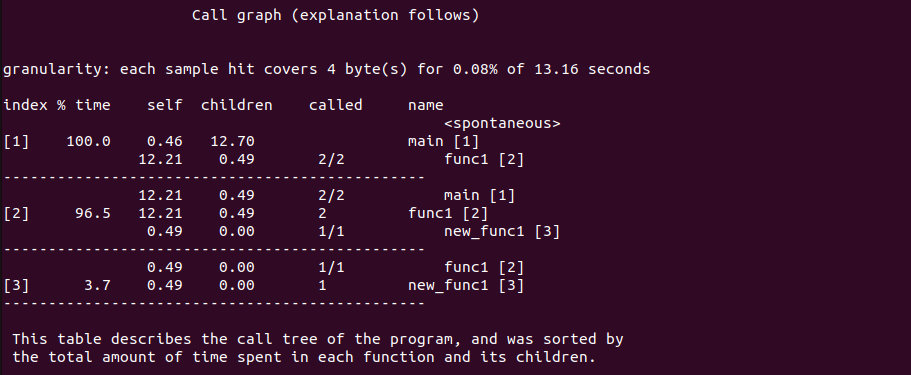 Call graph (explanation follows)
granularity: each sample hit covers 4 byte(s) for 0.08% of 13.16 seconds
index % time    self  children    called     name
                                                 <spontaneous>
[1]    100.0    0.46   12.70                 main [1]
               12.21    0.49       2/2           func1 [2]
-----------------------------------------------
               12.21    0.49       2/2           main [1]
[2]     96.5   12.21    0.49       2         func1 [2]
                0.49    0.00       1/1           new_func1 [3]
-----------------------------------------------
                0.49    0.00       1/1           func1 [2]
[3]      3.7    0.49    0.00       1         new_func1 [3]
-----------------------------------------------
This table describes the call tree of the program, and was sorted by
the total amount of time spent in each function and its children.